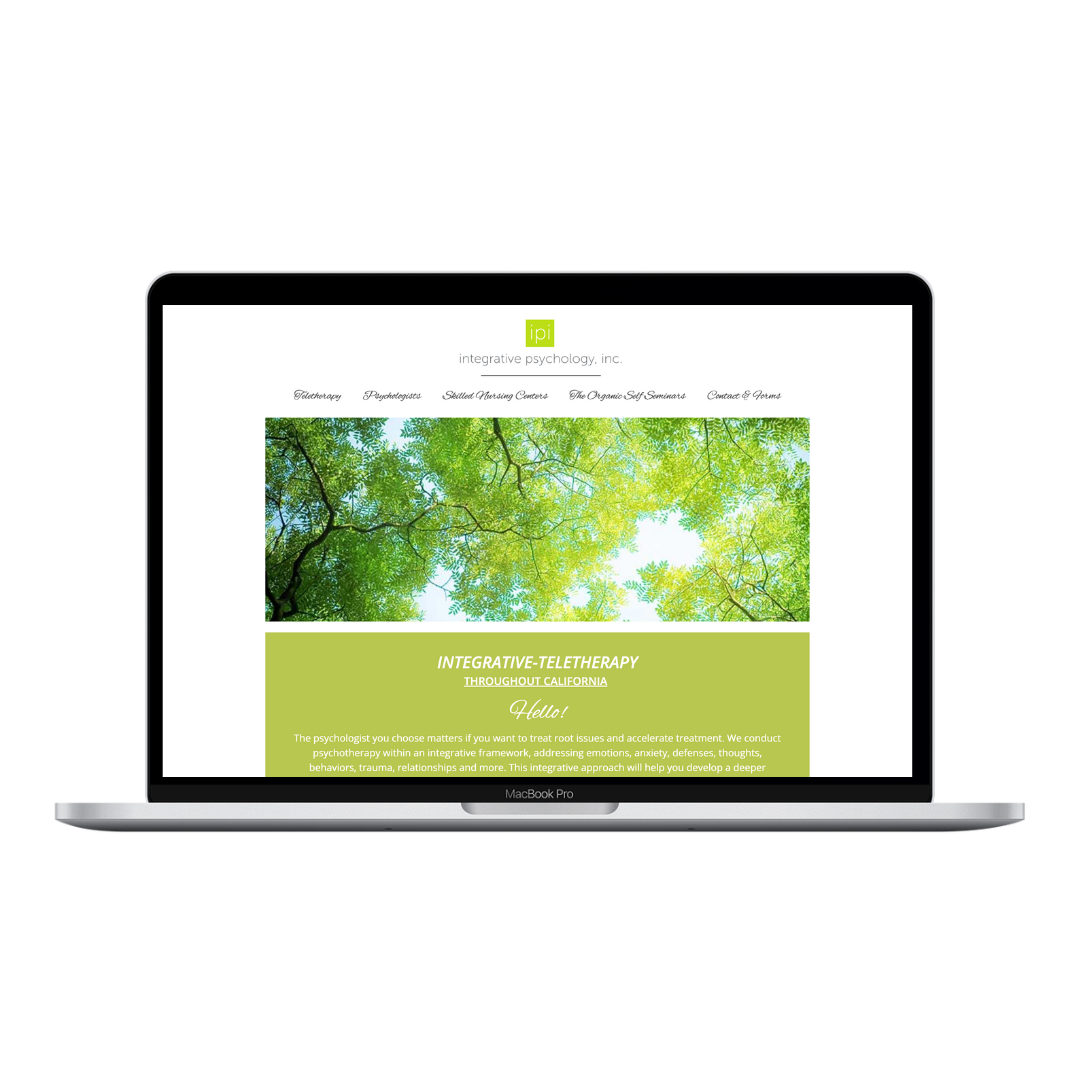 ipi
integrative psychology, inc.
Teletherapy Psychologists Skilled Nursing Centers The Organic Self Seminars Contact & Forms
INTEGRATIVE-TELETHERAPY
THROUGHOUT CALIFORNIA
Hello!
The psychologist you choose matters if you want to treat root issues and accelerate treatment. We conduct
psychotherapy within an integrative framework, addressing emotions, anxiety, defenses, thoughts,
behaviors, trauma, relationships and more. This integrative approach will help you develop a deeper
MacBook Pro